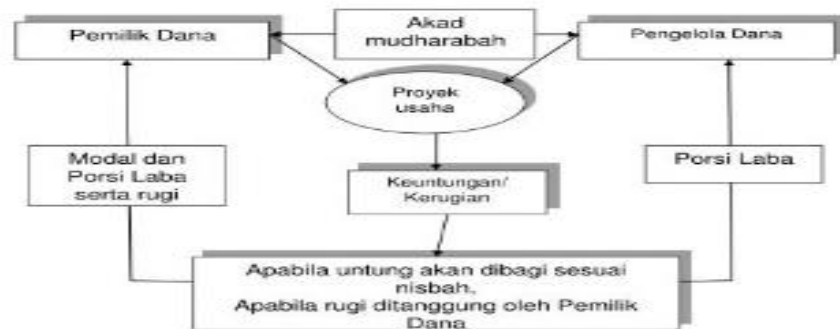 Pemilik Dana
Akad
mudharabah
Pengelola Dana
Proyek
usaha
Modal dan
Porsi Laba
serta rugi
Porsi Laba
Keuntungan/
Kerugian
Apabila untung akan dibagi sesuai
nisbah.
Apabila rugi ditanggung oleh Pemilik
Dana